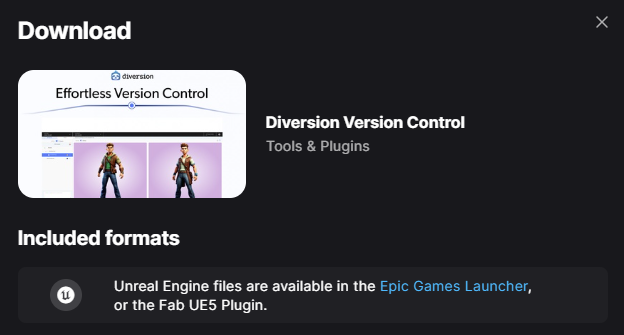 Download
diversion
Effortless Version Control
Diversion Version Control
Tools & Plugins
Included formats
Unreal Engine files are available in the Epic Games Launcher,
or the Fab UE5 Plugin.